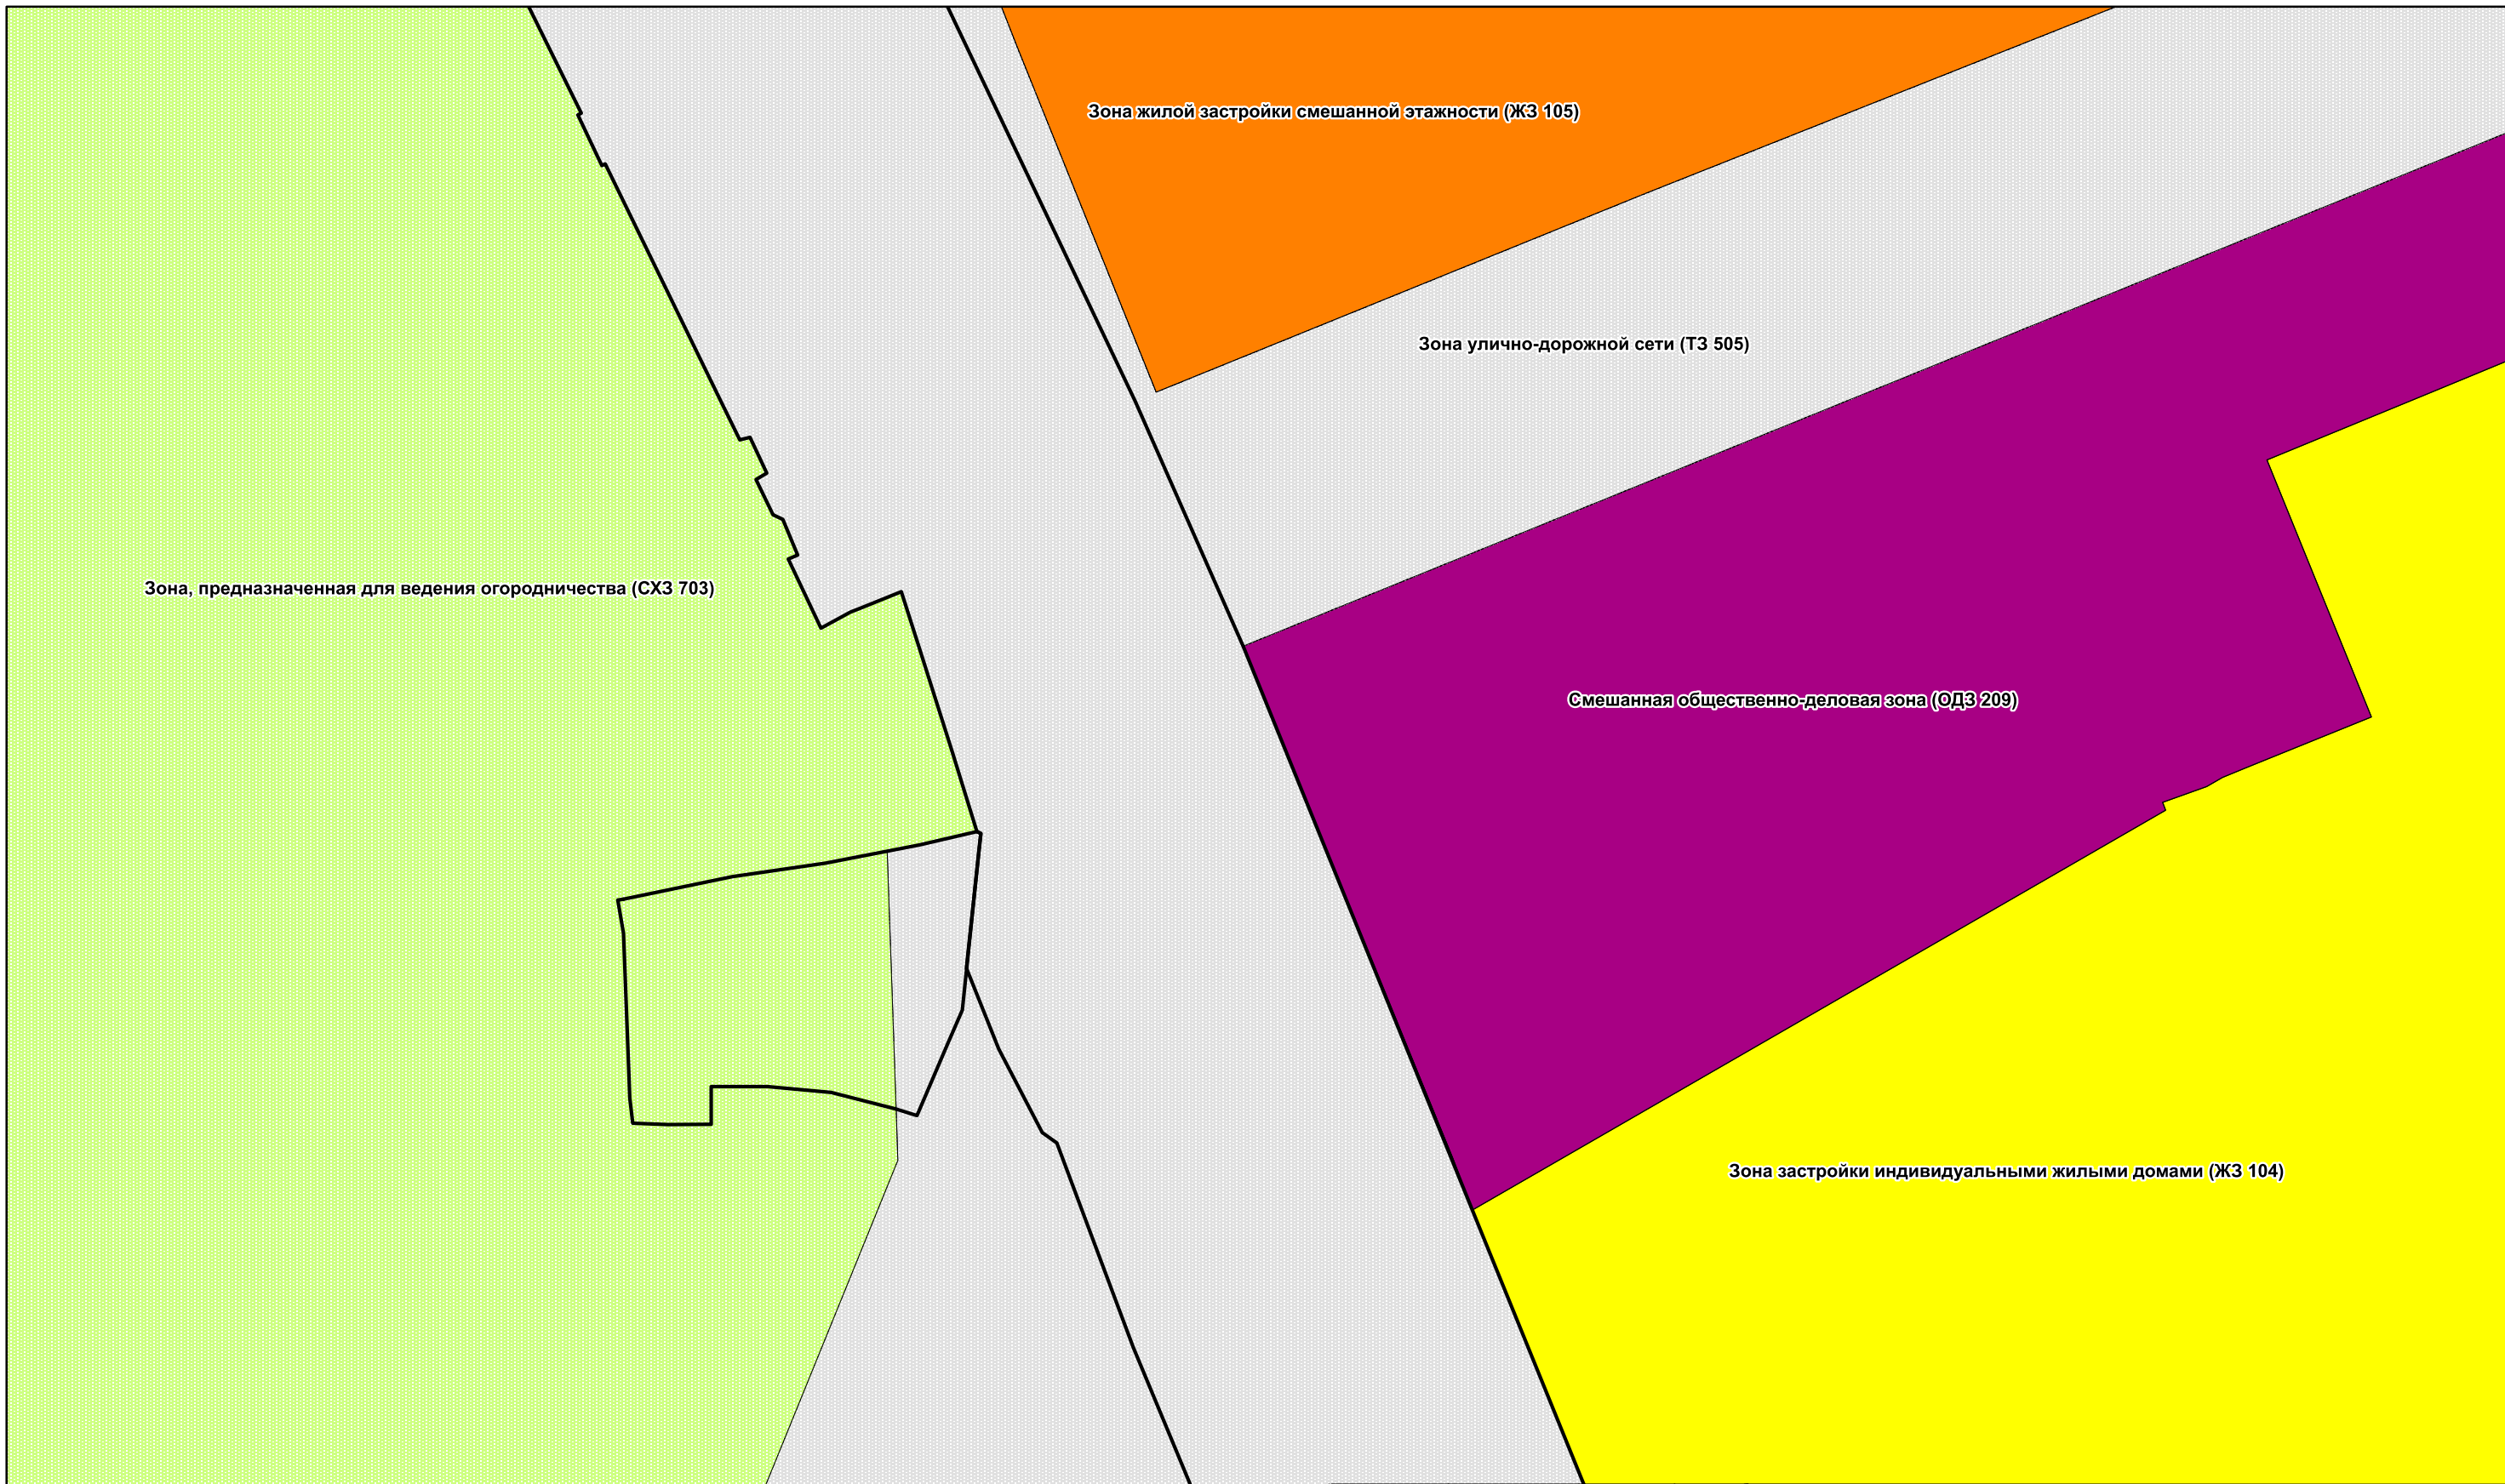 Зона жилой застройки смешанной этажности (ЖЗ 105)
Зона улично-дорожной сети (ТЗ 505)
Зона, предназначенная для ведения огородничества (СХЗ 703)
Смешанная общественно-деловая зона (ОДЗ 209)
Зона застройки индивидуальными жилыми домами (ЖЗ 104)